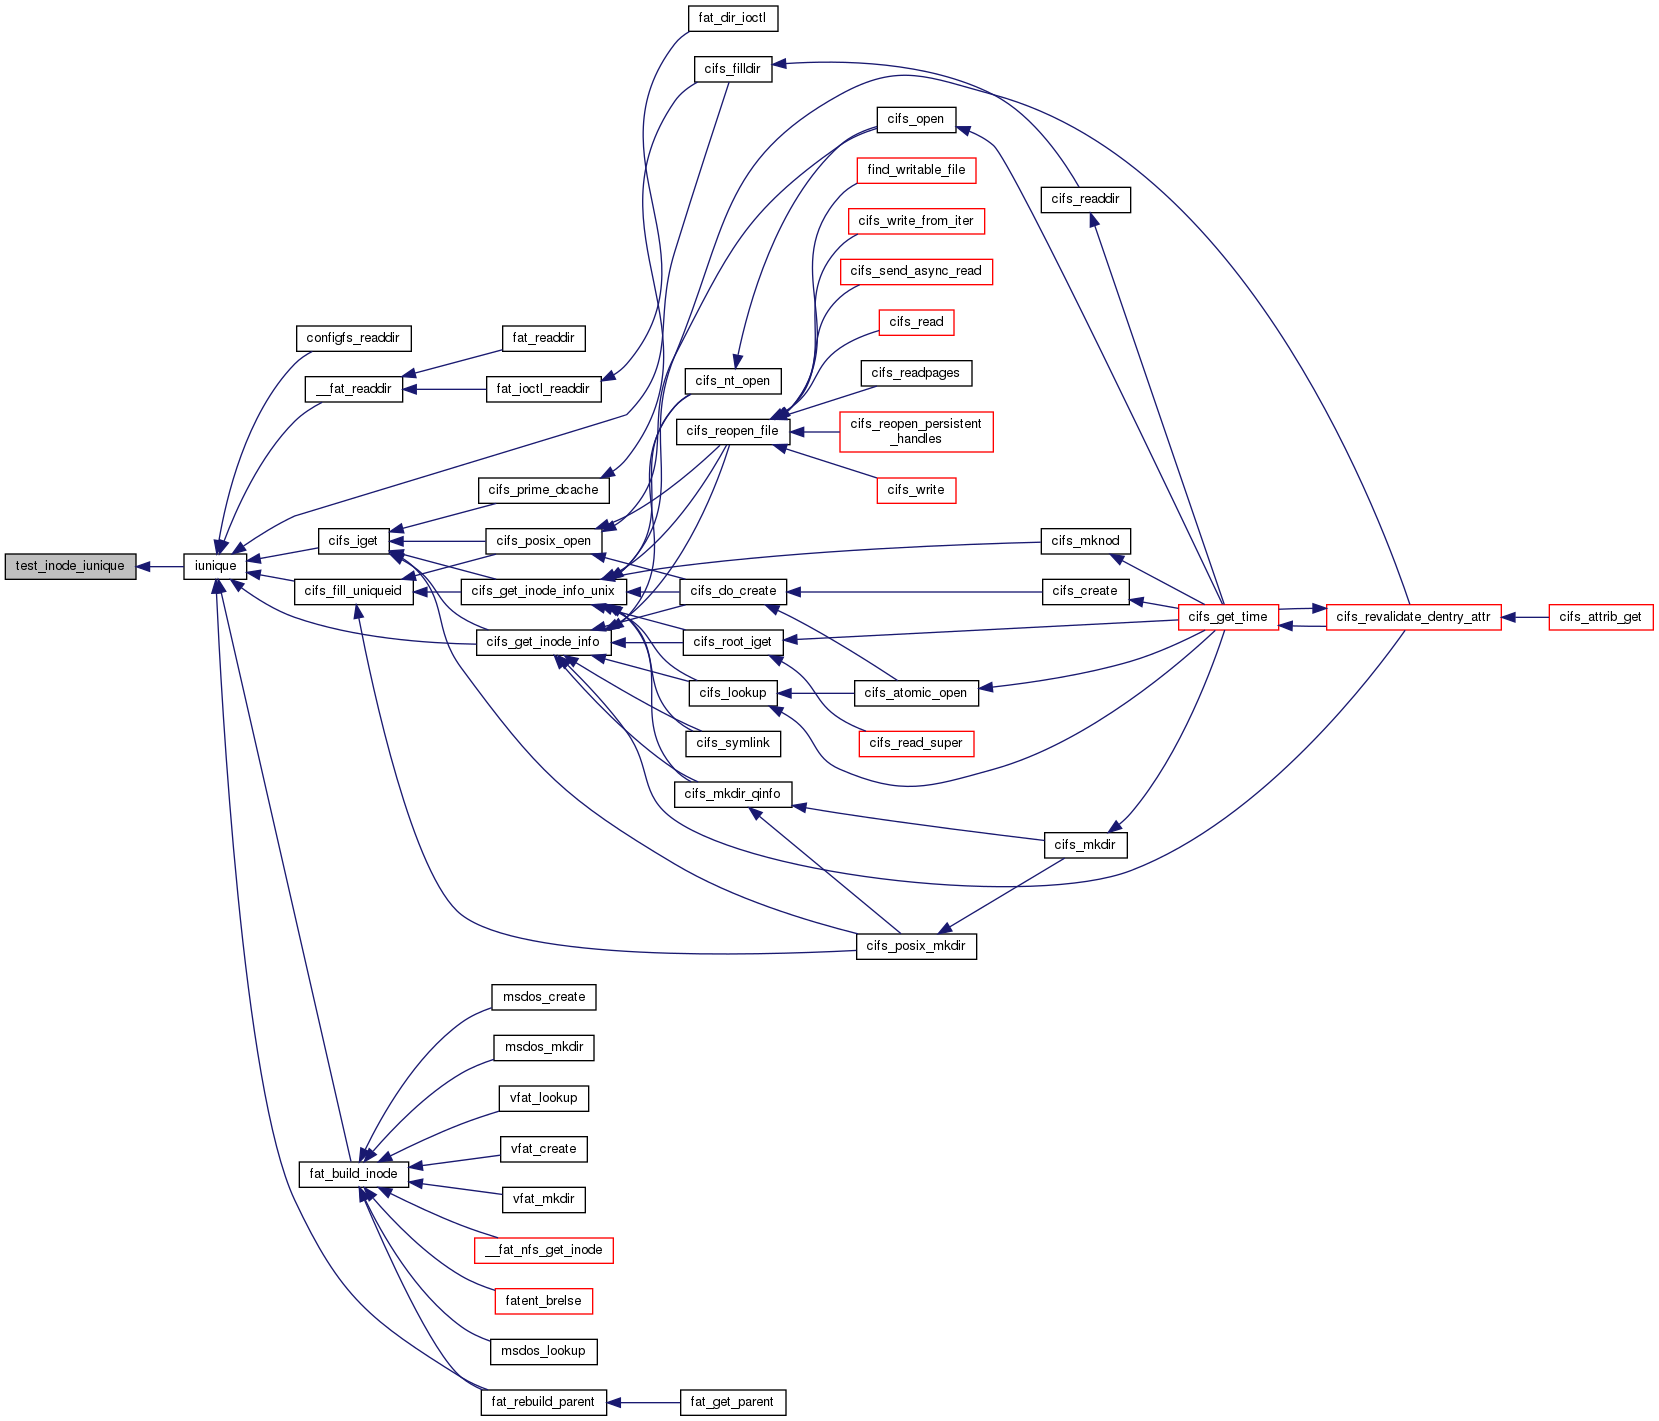 fat_dir_ioctl
cifs_filldir
cifs_open
find_writable_file
cifs_readdir
cifs_write_from_iter
cifs_send_async_read
cifs_read
configfs_readdir
fat_readdir
cifs_readpages
cifs_nt_open
__fat_readdir
fat_ioctl_readdir
cifs_reopen_persistent
_handles
cifs_reopen_file
cifs_prime_dcache
cifs_write
cifs_iget
cifs_posix_open
cifs_mknod
test_inode_iunique
iunique
cifs_fill_uniqueid
cifs_get_inode_info_unix
cifs_do_create
cifs_create
cifs_get_time
cifs_revalidate_dentry_attr
cifs_attrib_get
cifs_get_inode_info
cifs_root_iget
cifs_lookup
cifs_atomic_open
cifs_symlink
cifs_read_super
cifs_mkdir_qinfo
cifs_mkdir
cifs_posix_mkdir
msdos_create
msdos_mkdir
vfat_lookup
vfat_create
fat_build_inode
vfat_mkdir
__fat_nfs_get_inode
fatent_brelse
msdos_lookup
fat_rebuild_parent
fat_get_parent